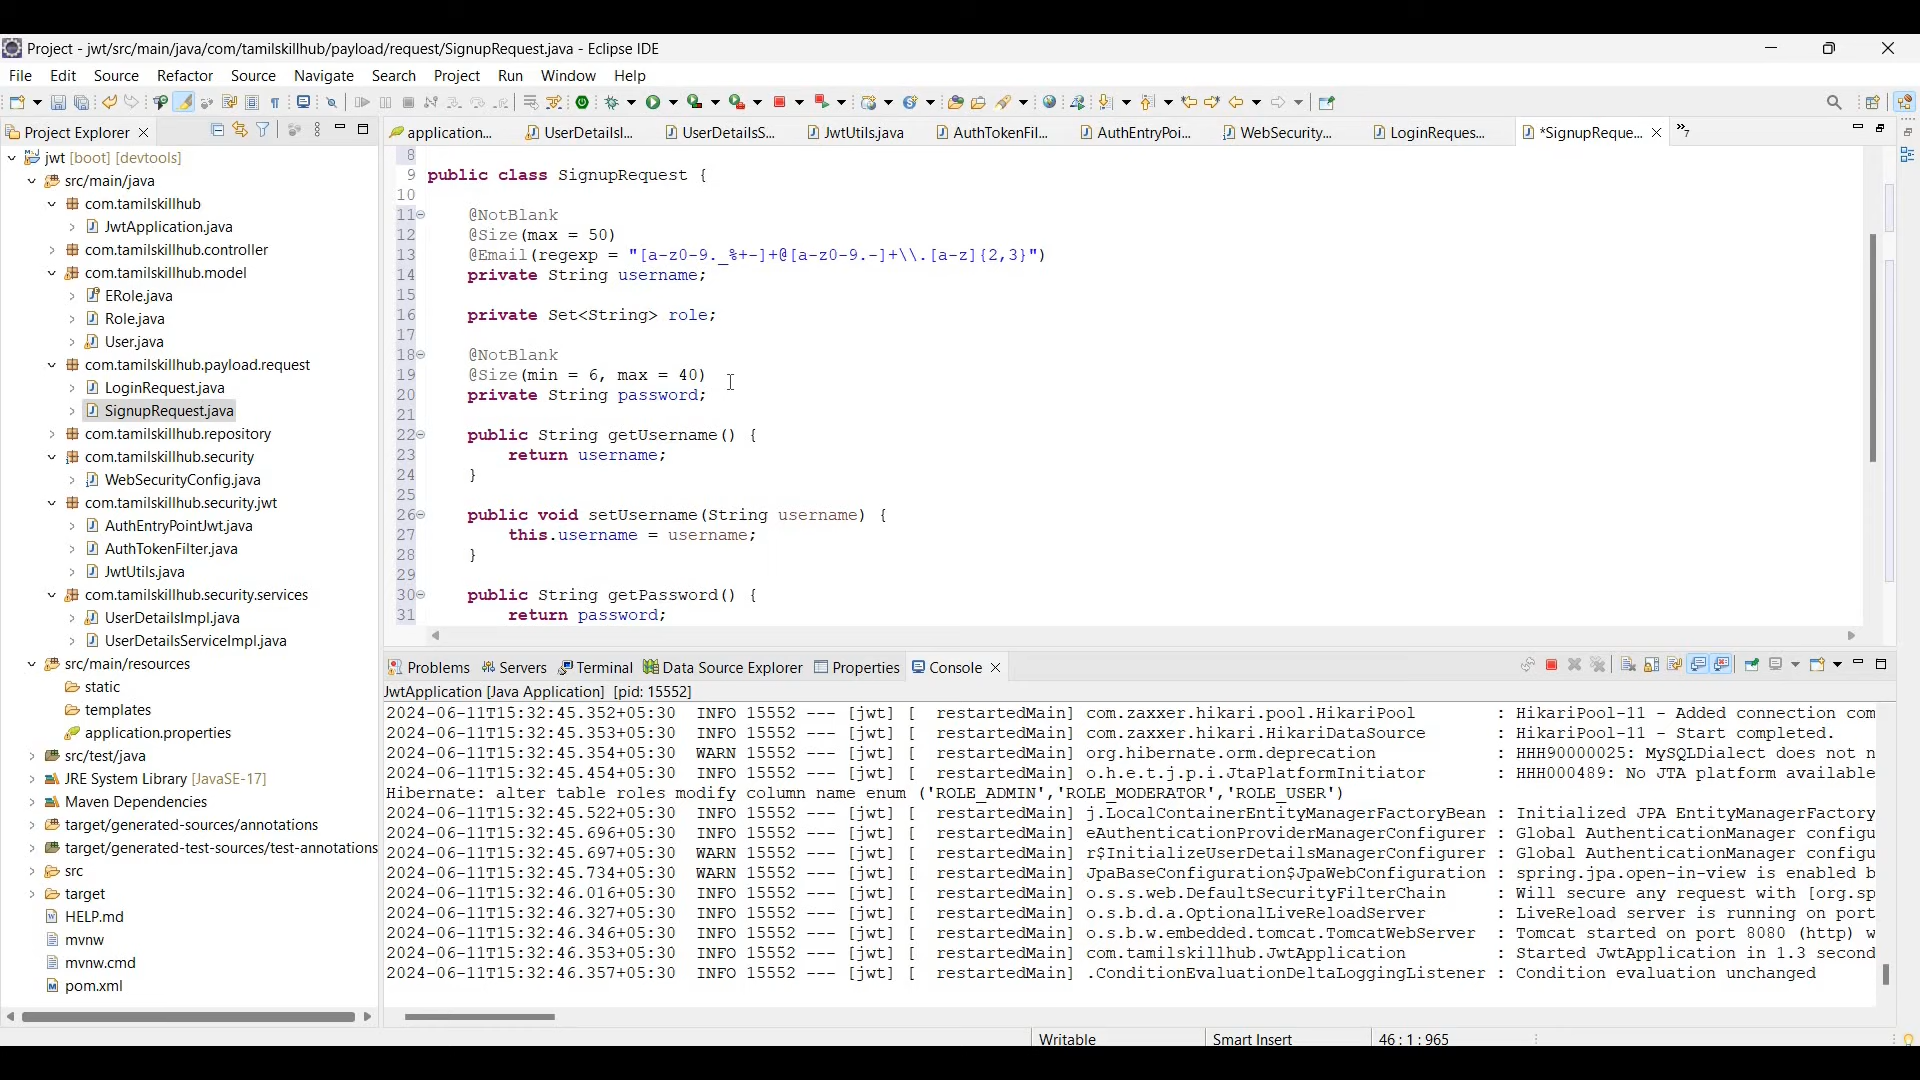 Project - jwt/src/main/java/com/tamilskillhub/payload/request/SignupRequest.java - Eclipse IDE
File Edit Source Refactor Source Navigate Search Project Run Window Help
Project Explorer
jwt [boot] [devtools]
src/main/java
com.tamilskillhub
JwtApplication.java
com.tamilskillhub.controller
com.tamilskillhub.model
ERole.java
Role.java
User.java
com.tamilskillhub.payload.request
LoginRequest.java
SignupRequest.java
com.tamilskillhub.repository
com.tamilskillhub.security
WebSecurityConfig.java
com.tamilskillhub.security.jwt
AuthEntryPointJwt.java
AuthTokenFilter.java
JwtUtils.java
com.tamilskillhub.security.services
UserDetailsImpl.java
UserDetailsServiceImpl.java
src/main/resources
static
templates
application.properties
src/test/java
JRE System Library [JavaSE-17]
Maven Dependencies
target/generated-sources/annotations
target/generated-test-sources/test-annotations
src
target
HELP.md
mvnw
mvnw.cmd
pom.xml
application... UserDetailsI... UserDetailsS... JwtUtils.java AuthTokenFil... AuthEntryPoi... WebSecurity... LoginReques... *SignupReque... »7
8
9 public class SignupRequest {
10
11 @NotBlank
12 @Size(max = 50)
13 @Email(regexp = "[a-z0-9._%+-]+@[a-z0-9.-]+\\.[a-z]{2,3}")
14 private String username;
15
16 private Set<String> role;
17
18 @NotBlank
19 @Size(min = 6, max = 40)
20 private String password;
21
22 public String getUsername() {
23 return username;
24 }
25
26 public void setUsername(String username) {
27 this.username = username;
28 }
29
30 public String getPassword() {
31 return password;
Problems Servers Terminal Data Source Explorer Properties Console
JwtApplication [Java Application] [pid: 15552]
2024-06-11T15:32:45.352+05:30 INFO 15552 --- [jwt] [ restartedMain] com.zaxxer.hikari.pool.HikariPool : HikariPool-11 - Added connection com
2024-06-11T15:32:45.353+05:30 INFO 15552 --- [jwt] [ restartedMain] com.zaxxer.hikari.HikariDataSource : HikariPool-11 - Start completed.
2024-06-11T15:32:45.354+05:30 WARN 15552 --- [jwt] [ restartedMain] org.hibernate.orm.deprecation : HHH90000025: MySQLDialect does not n
2024-06-11T15:32:45.454+05:30 INFO 15552 --- [jwt] [ restartedMain] o.h.e.t.j.p.i.JtaPlatformInitiator : HHH000489: No JTA platform available
Hibernate: alter table roles modify column name enum ('ROLE_ADMIN','ROLE_MODERATOR','ROLE_USER')
2024-06-11T15:32:45.522+05:30 INFO 15552 --- [jwt] [ restartedMain] j.LocalContainerEntityManagerFactoryBean : Initialized JPA EntityManagerFactory
2024-06-11T15:32:45.696+05:30 INFO 15552 --- [jwt] [ restartedMain] eAuthenticationProviderManagerConfigurer : Global AuthenticationManager configu
2024-06-11T15:32:45.697+05:30 WARN 15552 --- [jwt] [ restartedMain] r$InitializeUserDetailsManagerConfigurer : Global AuthenticationManager configu
2024-06-11T15:32:45.734+05:30 WARN 15552 --- [jwt] [ restartedMain] JpaBaseConfiguration$JpaWebConfiguration : spring.jpa.open-in-view is enabled b
2024-06-11T15:32:46.016+05:30 INFO 15552 --- [jwt] [ restartedMain] o.s.s.web.DefaultSecurityFilterChain : Will secure any request with [org.sp
2024-06-11T15:32:46.327+05:30 INFO 15552 --- [jwt] [ restartedMain] o.s.b.d.a.OptionalLiveReloadServer : LiveReload server is running on port
2024-06-11T15:32:46.346+05:30 INFO 15552 --- [jwt] [ restartedMain] o.s.b.w.embedded.tomcat.TomcatWebServer : Tomcat started on port 8080 (http) w
2024-06-11T15:32:46.353+05:30 INFO 15552 --- [jwt] [ restartedMain] com.tamilskillhub.JwtApplication : Started JwtApplication in 1.3 second
2024-06-11T15:32:46.357+05:30 INFO 15552 --- [jwt] [ restartedMain] .ConditionEvaluationDeltaLoggingListener : Condition evaluation unchanged
Writable Smart Insert 46 : 1 : 965